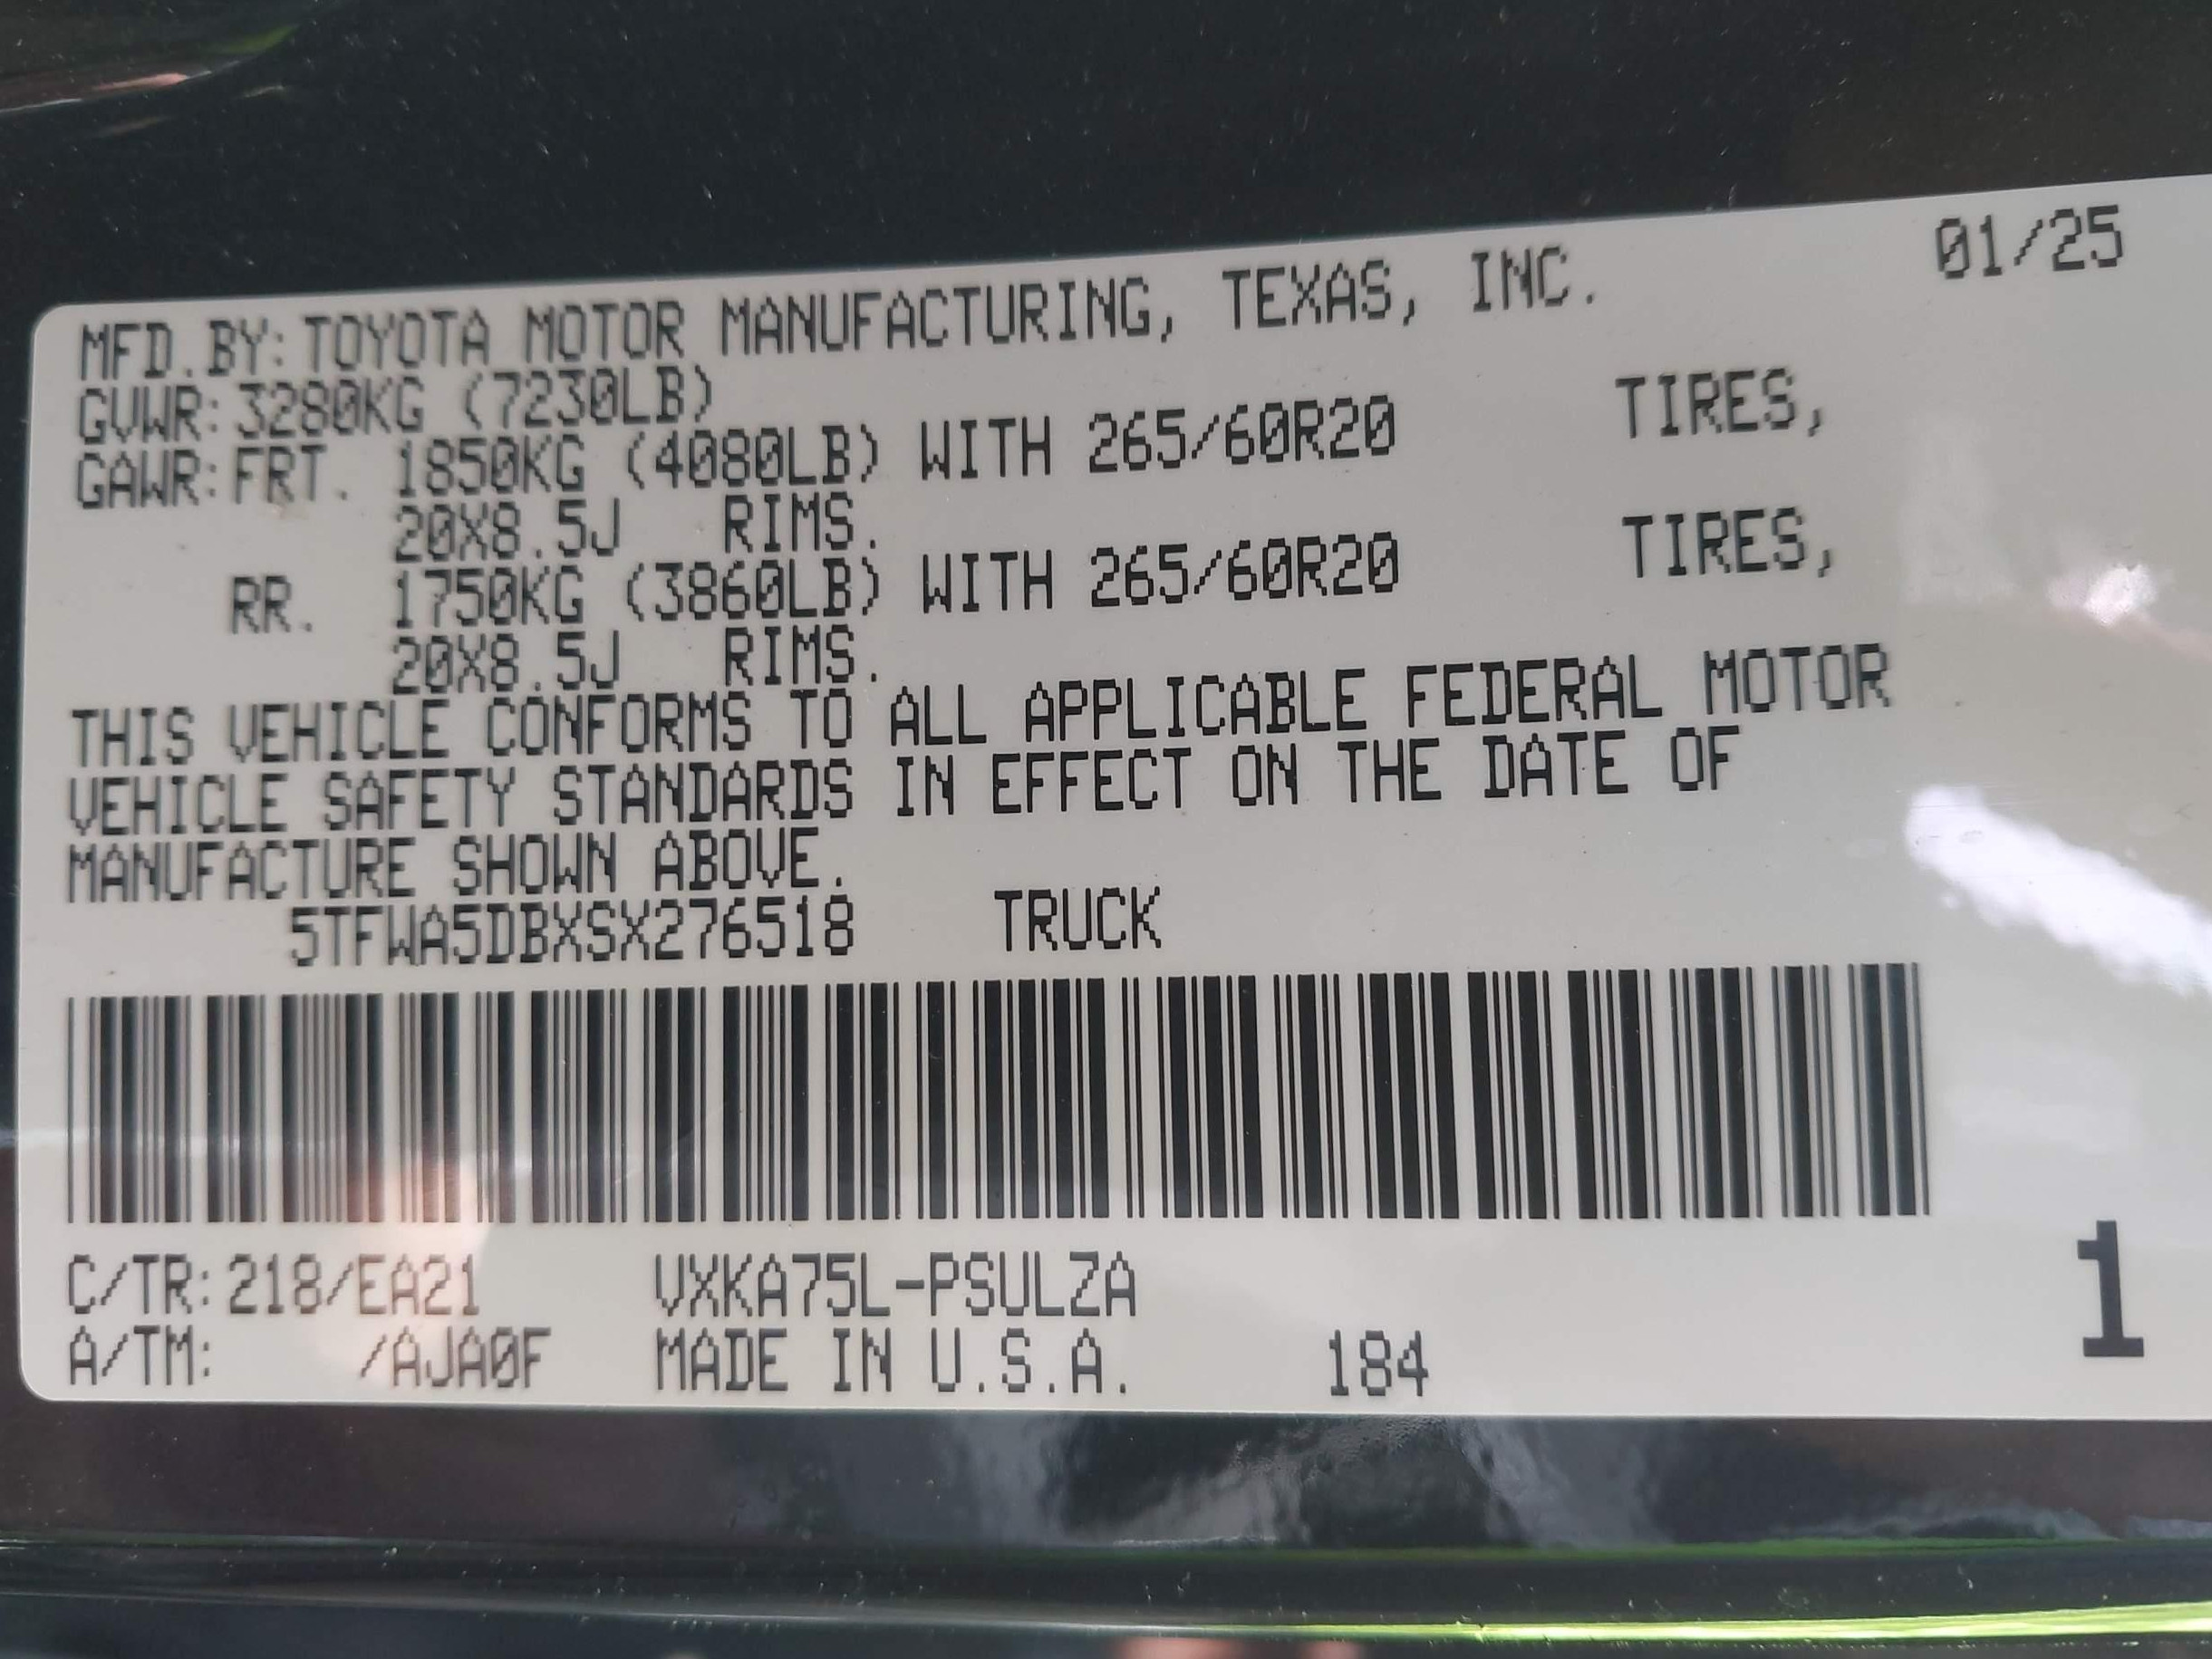 01/25
MFD.BY:TOYOTA MOTOR MANUFACTURING, TEXAS, INC.
GVWR:3280KG (7230LB)
GAWR:FRT. 1850KG (4080LB) WITH 265/60R20 TIRES,
20X8.5J RIMS.
RR. 1750KG (3860LB) WITH 265/60R20 TIRES,
20X8.5J RIMS.
THIS VEHICLE CONFORMS TO ALL APPLICABLE FEDERAL MOTOR
VEHICLE SAFETY STANDARDS IN EFFECT ON THE DATE OF
MANUFACTURE SHOWN ABOVE.
5TFWA5DBXSX276518 TRUCK
C/TR:218/EA21 VXKA75L-PSULZA
A/TM: /AJA0F MADE IN U.S.A. 184
1